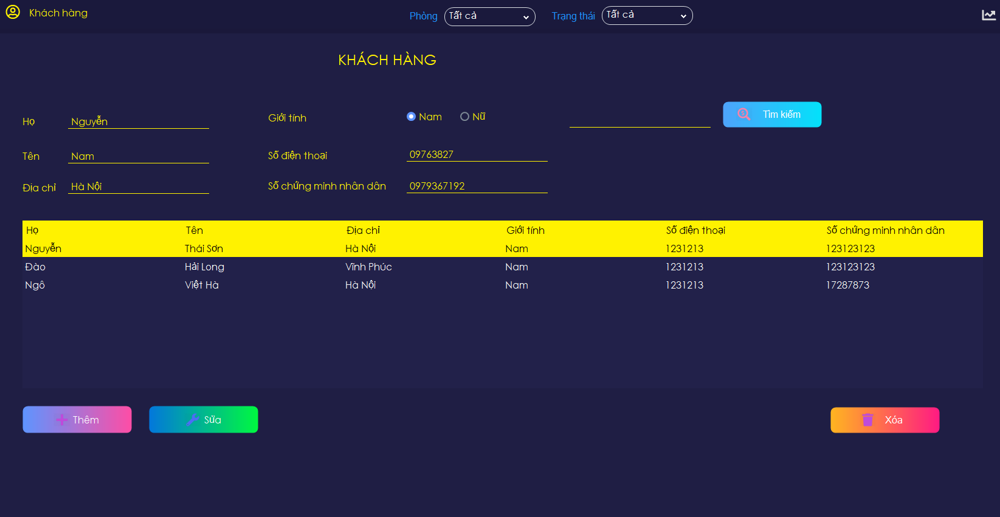 Khách hàng
Phòng Tất cả Trạng thái Tất cả
KHÁCH HÀNG
Họ Nguyễn Giới tính Nam Nữ Tìm kiếm
Tên Nam Số điện thoại 09763827
Địa chỉ Hà Nội Số chứng minh nhân dân 0979367192
Họ Tên Địa chỉ Giới tính Số điện thoại Số chứng minh nhân dân
Nguyễn Thái Sơn Hà Nội Nam 1231213 123123123
Đào Hải Long Vĩnh Phúc Nam 1231213 123123123
Ngô Việt Hà Hà Nội Nam 1231213 17287873
Thêm Sửa Xóa